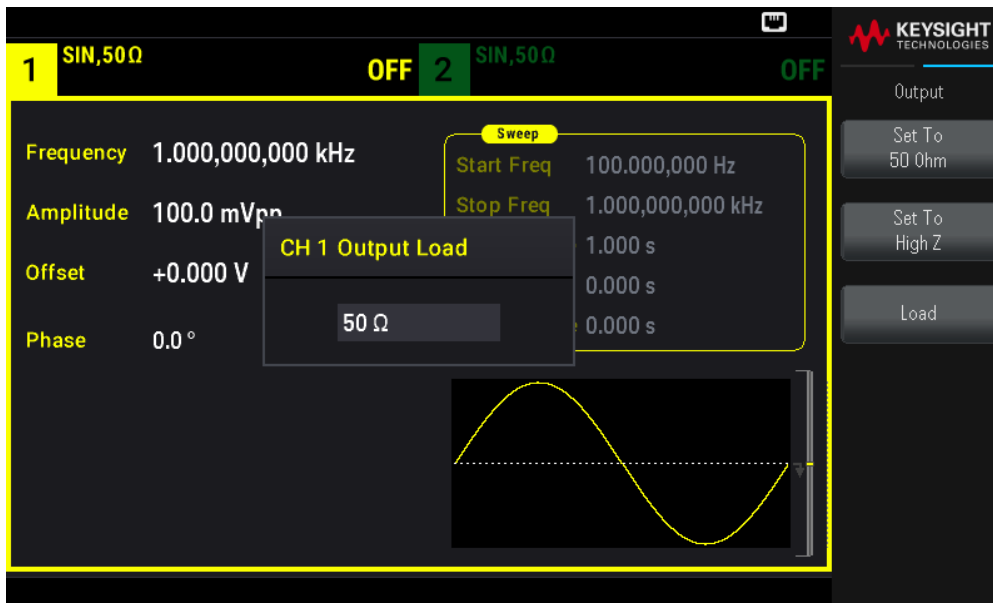 KEYSIGHT
TECHNOLOGIES
1 SIN,50Ω OFF
2 SIN,50Ω OFF
Frequency 1.000,000,000 kHz
Amplitude 100.0 mVpp
Offset +0.000 V
Phase 0.0 °
Sweep
Start Freq 100.000,000 Hz
Stop Freq 1.000,000,000 kHz
1.000 s
0.000 s
0.000 s
CH 1 Output Load
50 Ω
Output
Set To
50 Ohm
Set To
High Z
Load